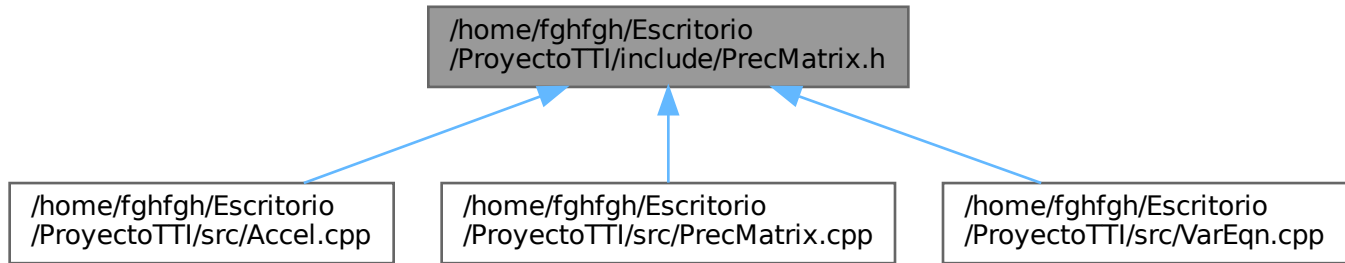 /home/fghfgh/Escritorio
/ProyectoTTI/include/PrecMatrix.h
/home/fghfgh/Escritorio
/ProyectoTTI/src/Accel.cpp
/home/fghfgh/Escritorio
/ProyectoTTI/src/PrecMatrix.cpp
/home/fghfgh/Escritorio
/ProyectoTTI/src/VarEqn.cpp